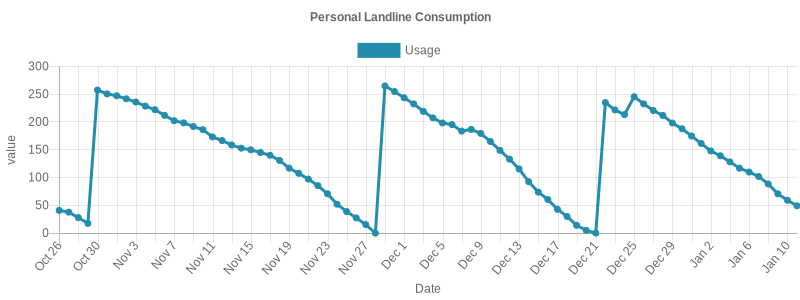 Personal Landline Consumption
Usage
300
250
200
150
100
50
0
value
Oct 26
Oct 30
Nov 3
Nov 7
Nov 11
Nov 15
Nov 19
Nov 23
Nov 27
Dec 1
Dec 5
Dec 9
Dec 13
Dec 17
Dec 21
Dec 25
Dec 29
Jan 2
Jan 6
Jan 10
Date